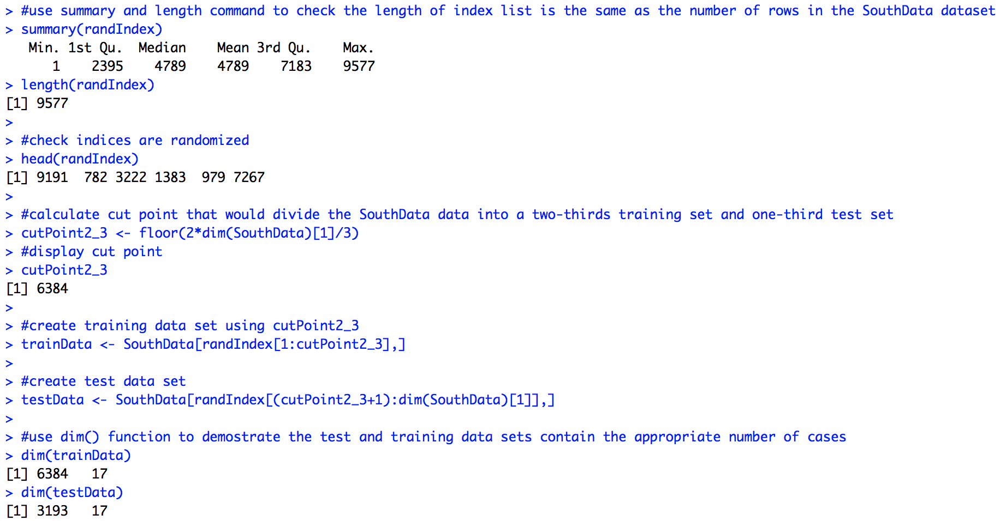 > #use summary and length command to check the length of index list is the same as the number of rows in the SouthData dataset
> summary(randIndex)
   Min. 1st Qu.  Median    Mean 3rd Qu.    Max.
      1    2395    4789    4789    7183    9577
> length(randIndex)
[1] 9577
>
> #check indices are randomized
> head(randIndex)
[1] 9191  782 3222 1383  979 7267
>
> #calculate cut point that would divide the SouthData data into a two-thirds training set and one-third test set
> cutPoint2_3 <- floor(2*dim(SouthData)[1]/3)
> #display cut point
> cutPoint2_3
[1] 6384
>
> #create training data set using cutPoint2_3
> trainData <- SouthData[randIndex[1:cutPoint2_3],]
>
> #create test data set
> testData <- SouthData[randIndex[(cutPoint2_3+1):dim(SouthData)[1]],]
>
> #use dim() function to demostrate the test and training data sets contain the appropriate number of cases
> dim(trainData)
[1] 6384   17
> dim(testData)
[1] 3193   17